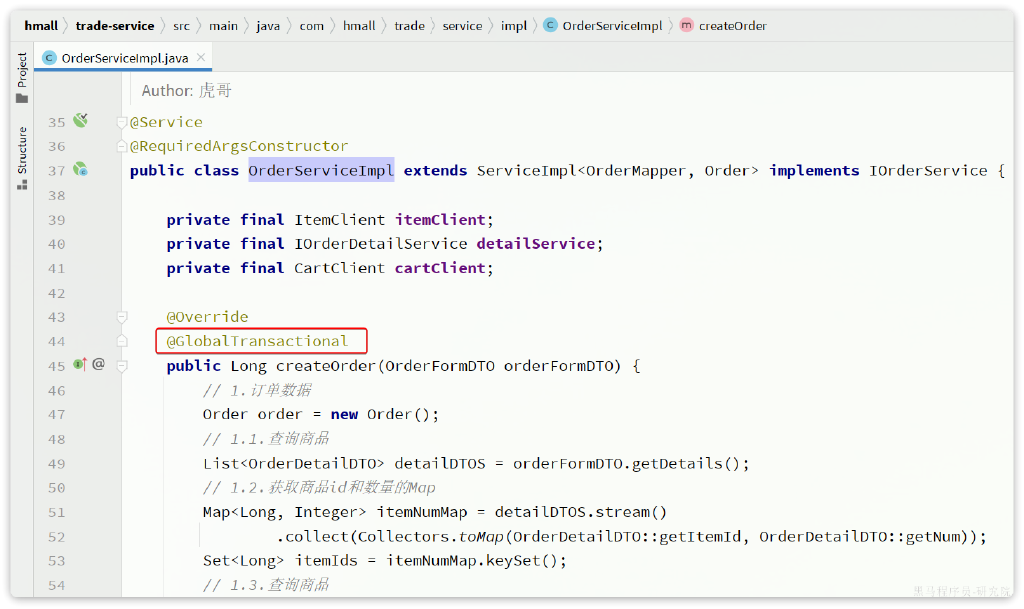 hmall trade-service src main java com hmall trade service impl OrderServiceImpl createOrder
OrderServiceImpl.java
Project
Structure
Author: 虎哥
35 @Service
36 @RequiredArgsConstructor
37 public class OrderServiceImpl extends ServiceImpl<OrderMapper, Order> implements IOrderService {
38
39 private final ItemClient itemClient;
40 private final IOrderDetailService detailService;
41 private final CartClient cartClient;
42
43 @Override
44 @GlobalTransactional
45 public Long createOrder(OrderFormDTO orderFormDTO) {
46 // 1.订单数据
47 Order order = new Order();
48 // 1.1.查询商品
49 List<OrderDetailDTO> detailDTOS = orderFormDTO.getDetails();
50 // 1.2.获取商品id和数量的Map
51 Map<Long, Integer> itemNumMap = detailDTOS.stream()
52 .collect(Collectors.toMap(OrderDetailDTO::getItemId, OrderDetailDTO::getNum));
53 Set<Long> itemIds = itemNumMap.keySet();
54 // 1.3.查询商品
黑马程序员-研究院